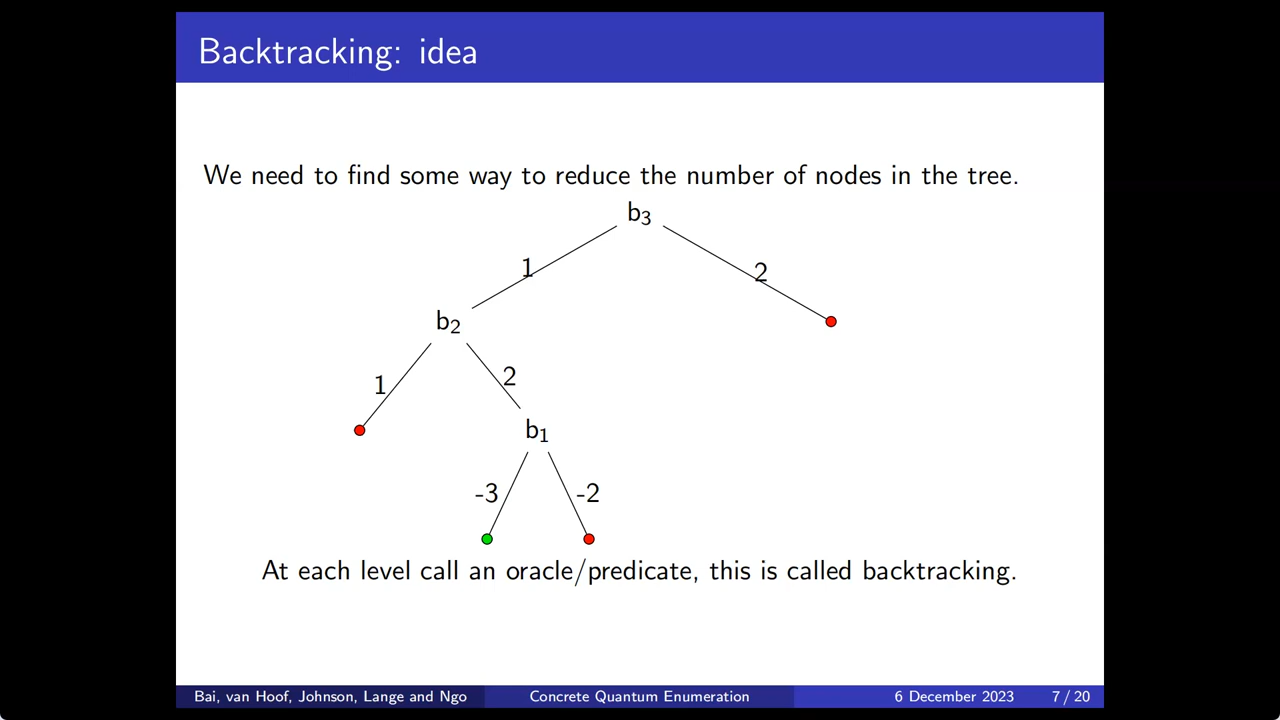 Backtracking: idea
We need to find some way to reduce the number of nodes in the tree.
b₃
1
2
b₂
1
2
b₁
-3
-2
At each level call an oracle/predicate, this is called backtracking.
Bai, van Hoof, Johnson, Lange and Ngo
Concrete Quantum Enumeration
6 December 2023
7 / 20